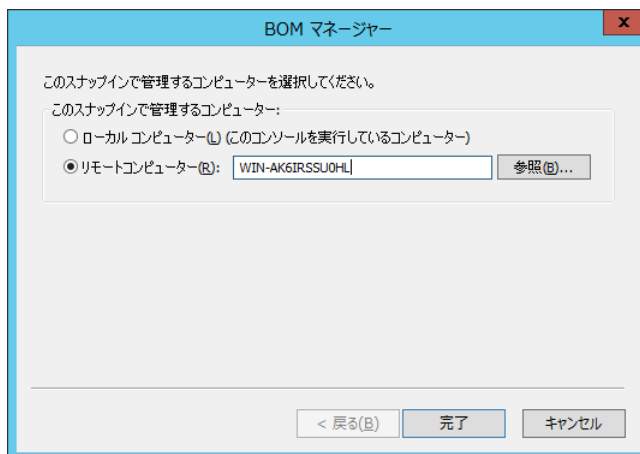 BOM マネージャー
x
このスナップインで管理するコンピューターを選択してください。
このスナップインで管理するコンピューター:
ローカル コンピューター(L) (このコンソールを実行しているコンピューター)
リモートコンピューター(R): WIN-AK6IRSSU0HL 参照(B)...
< 戻る(B) 完了 キャンセル